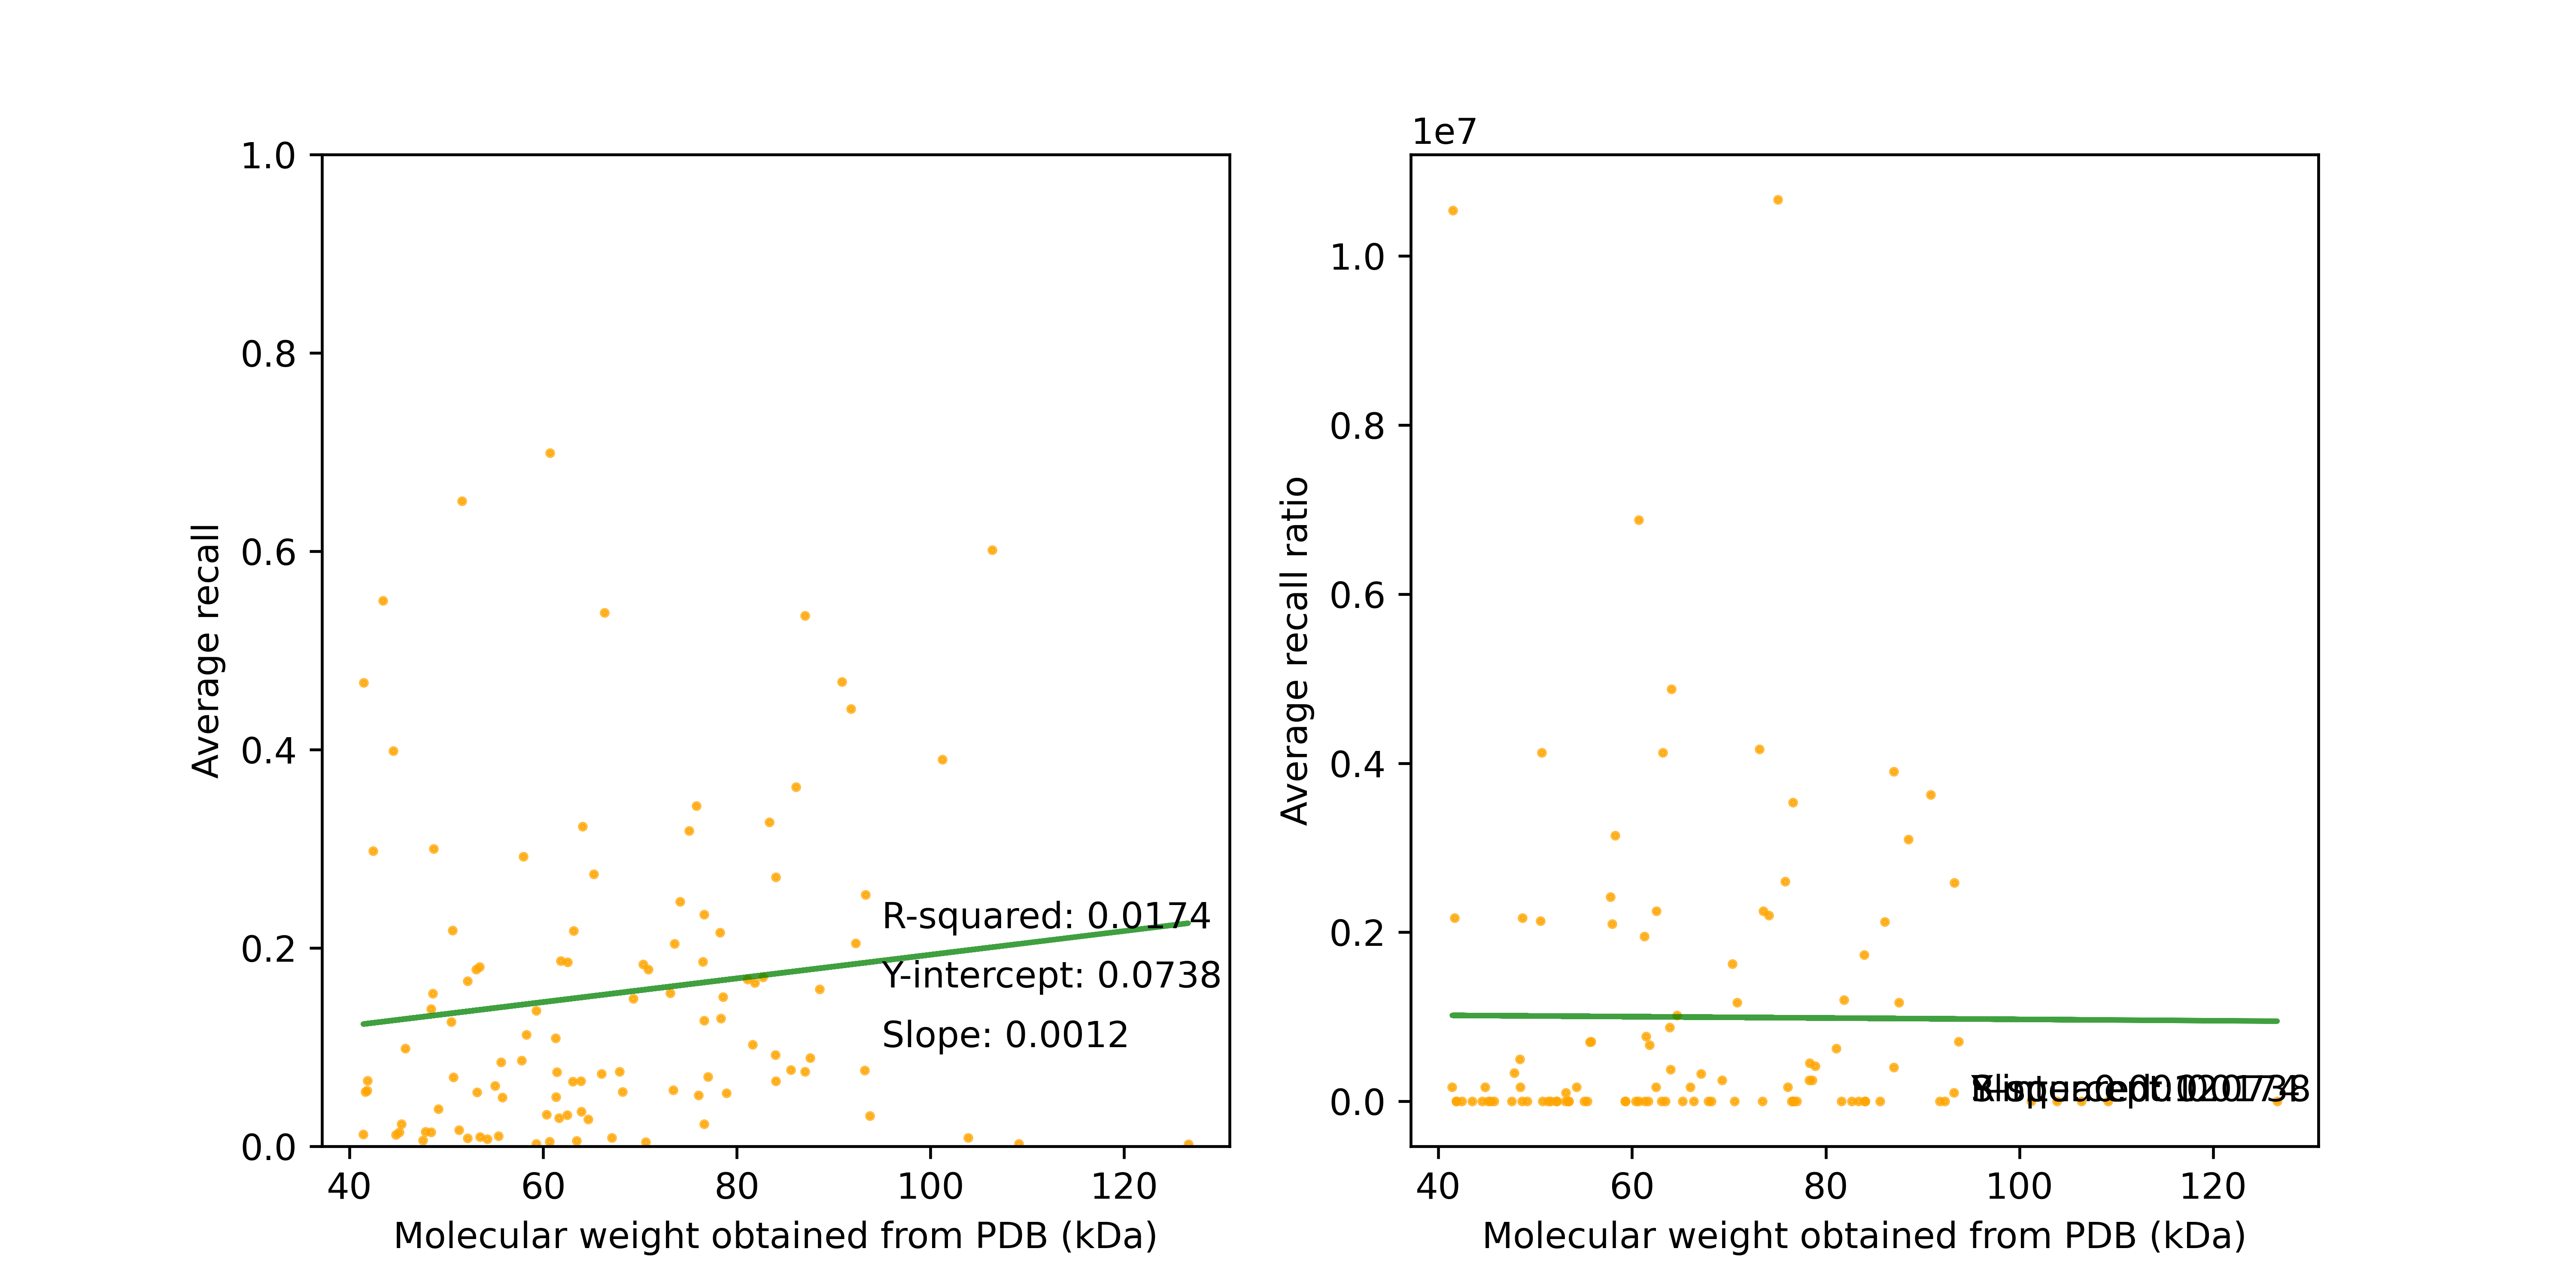 1.0
0.8
0.6
0.4
0.2
0.0
Average recall
R-squared: 0.0174
Y-intercept: 0.0738
Slope: 0.0012
40 60 80 100 120
Molecular weight obtained from PDB (kDa)
1e7
1.0
0.8
0.6
0.4
0.2
0.0
Average recall ratio
40 60 80 100 120
Molecular weight obtained from PDB (kDa)